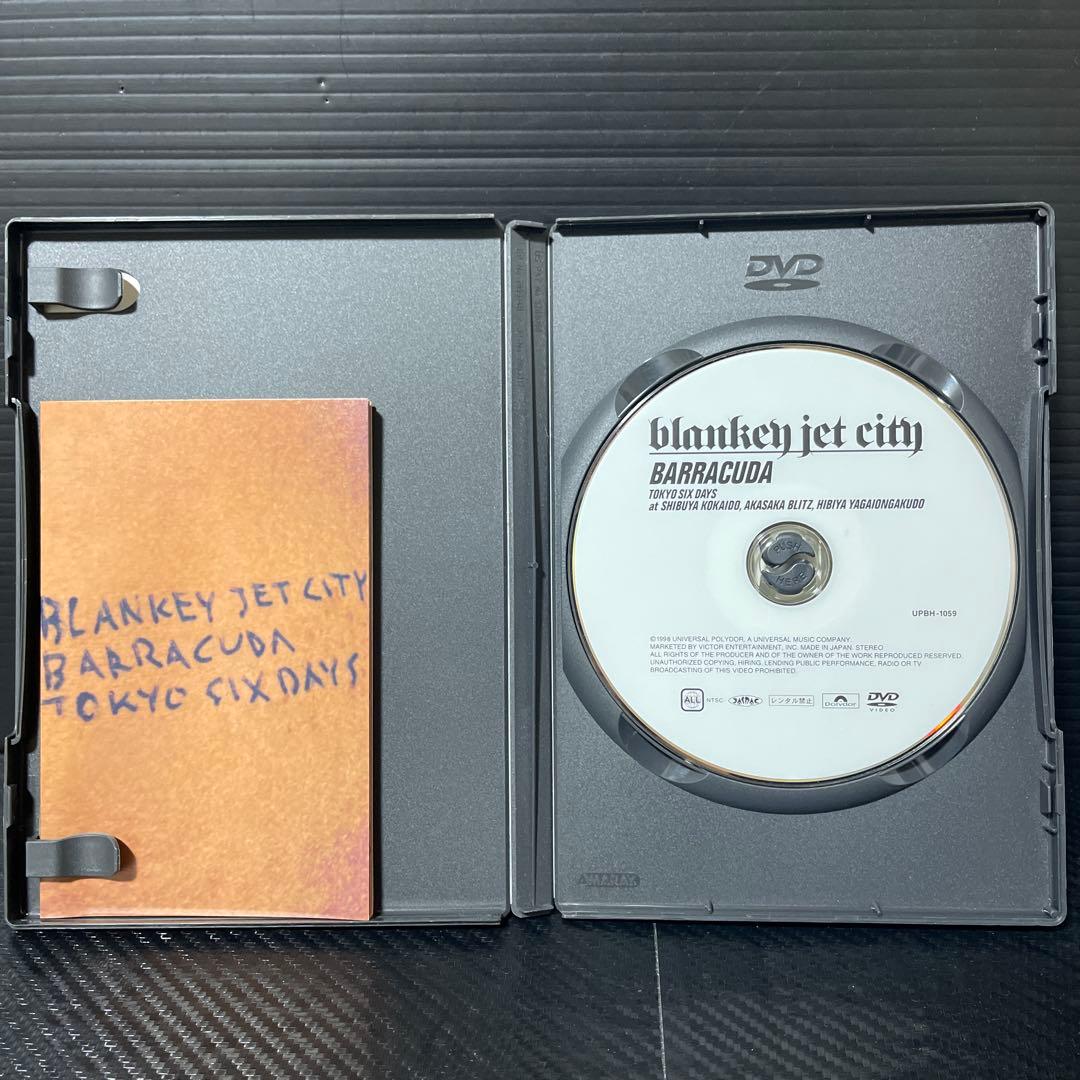 BLANKEY JET CITY
BARRACUDA
TOKYO SIX DAYS
DVD
blankey jet city
BARRACUDA
TOKYO SIX DAYS
at SHIBUYA KOKAIDO, AKASAKA BLITZ, HIBIYA YAGAIONGAKUDO
PUSH
HERE
UPBH-1059
©1998 UNIVERSAL POLYDOR, A UNIVERSAL MUSIC COMPANY.
MARKETED BY VICTOR ENTERTAINMENT, INC. MADE IN JAPAN. STEREO
ALL RIGHTS OF THE PRODUCER AND OF THE OWNER OF THE WORK REPRODUCED RESERVED.
UNAUTHORIZED COPYING, HIRING, LENDING PUBLIC PERFORMANCE, RADIO OR TV
BROADCASTING OF THIS VIDEO PROHIBITED.
ALL NTSC JASRAC レンタル禁止 Polydor DVD VIDEO
AMARAY